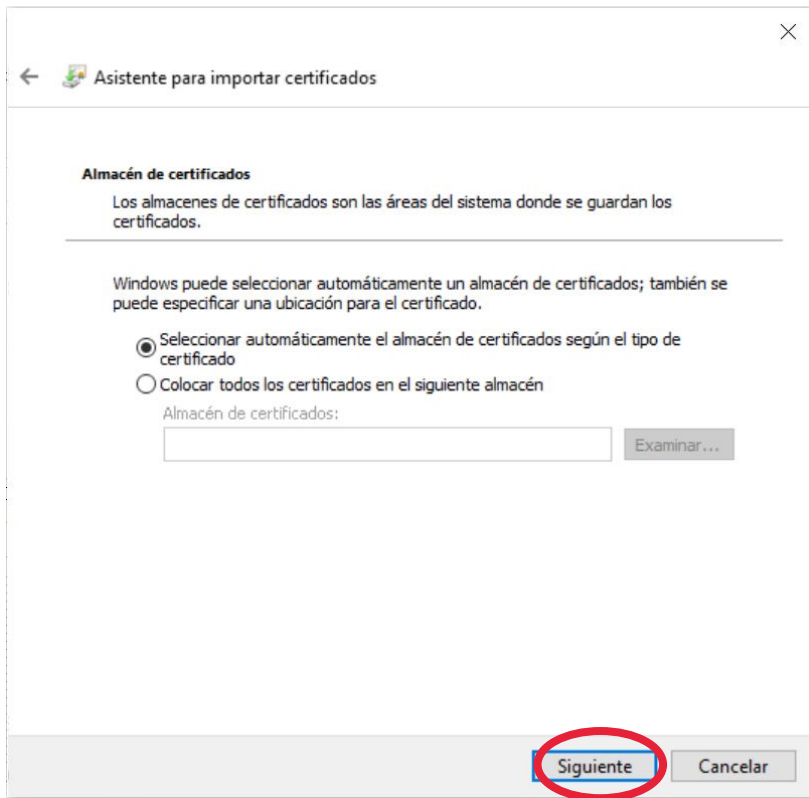 Asistente para importar certificados
Almacén de certificados
Los almacenes de certificados son las áreas del sistema donde se guardan los
certificados.
Windows puede seleccionar automáticamente un almacén de certificados; también se
puede especificar una ubicación para el certificado.
Seleccionar automáticamente el almacén de certificados según el tipo de
certificado
Colocar todos los certificados en el siguiente almacén
Almacén de certificados:
Examinar...
Siguiente
Cancelar